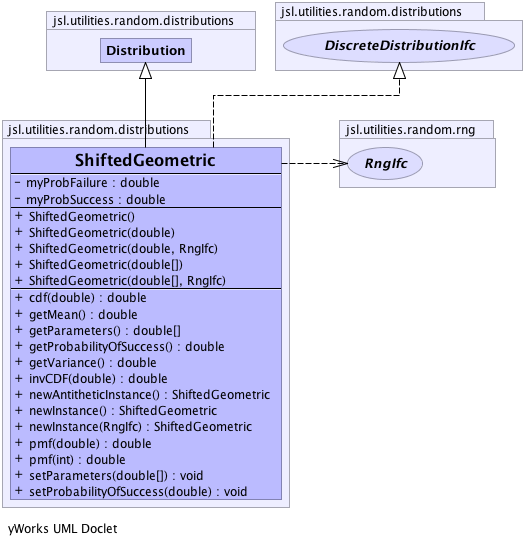 jsl.utilities.random.distributions
Distribution
jsl.utilities.random.distributions
DiscreteDistributionIfc
jsl.utilities.random.rng
RngIfc
jsl.utilities.random.distributions
ShiftedGeometric
- myProbFailure : double
- myProbSuccess : double
+ ShiftedGeometric()
+ ShiftedGeometric(double)
+ ShiftedGeometric(double, RngIfc)
+ ShiftedGeometric(double[])
+ ShiftedGeometric(double[], RngIfc)
+ cdf(double) : double
+ getMean() : double
+ getParameters() : double[]
+ getProbabilityOfSuccess() : double
+ getVariance() : double
+ invCDF(double) : double
+ newAntitheticInstance() : ShiftedGeometric
+ newInstance() : ShiftedGeometric
+ newInstance(RngIfc) : ShiftedGeometric
+ pmf(double) : double
+ pmf(int) : double
+ setParameters(double[]) : void
+ setProbabilityOfSuccess(double) : void
yWorks UML Doclet